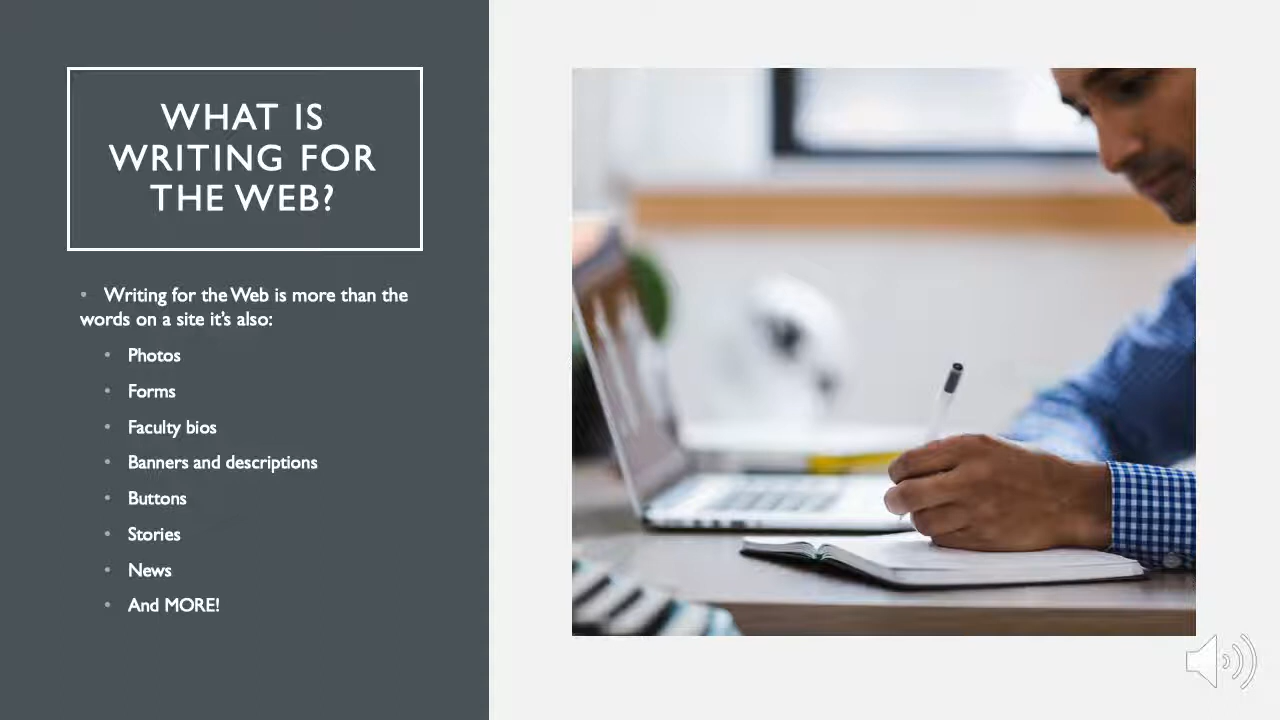 WHAT IS
WRITING FOR
THE WEB?
• Writing for the Web is more than the
words on a site it's also:
• Photos
• Forms
• Faculty bios
• Banners and descriptions
• Buttons
• Stories
• News
• And MORE!